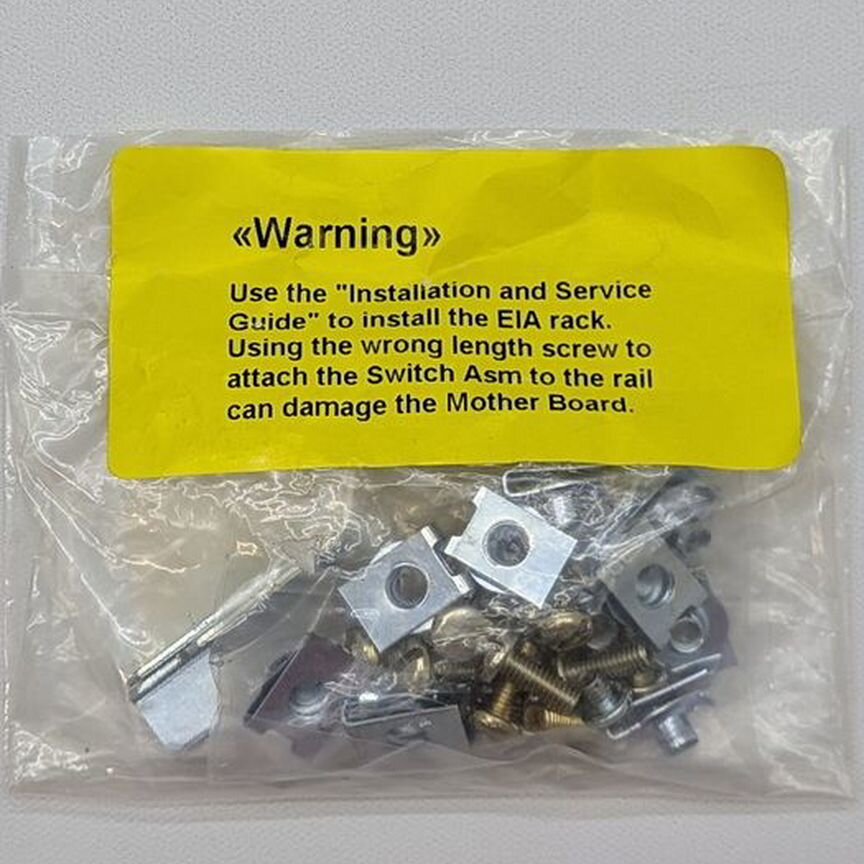 «Warning»
Use the "Installation and Service
Guide" to install the EIA rack.
Using the wrong length screw to
attach the Switch Asm to the rail
can damage the Mother Board.